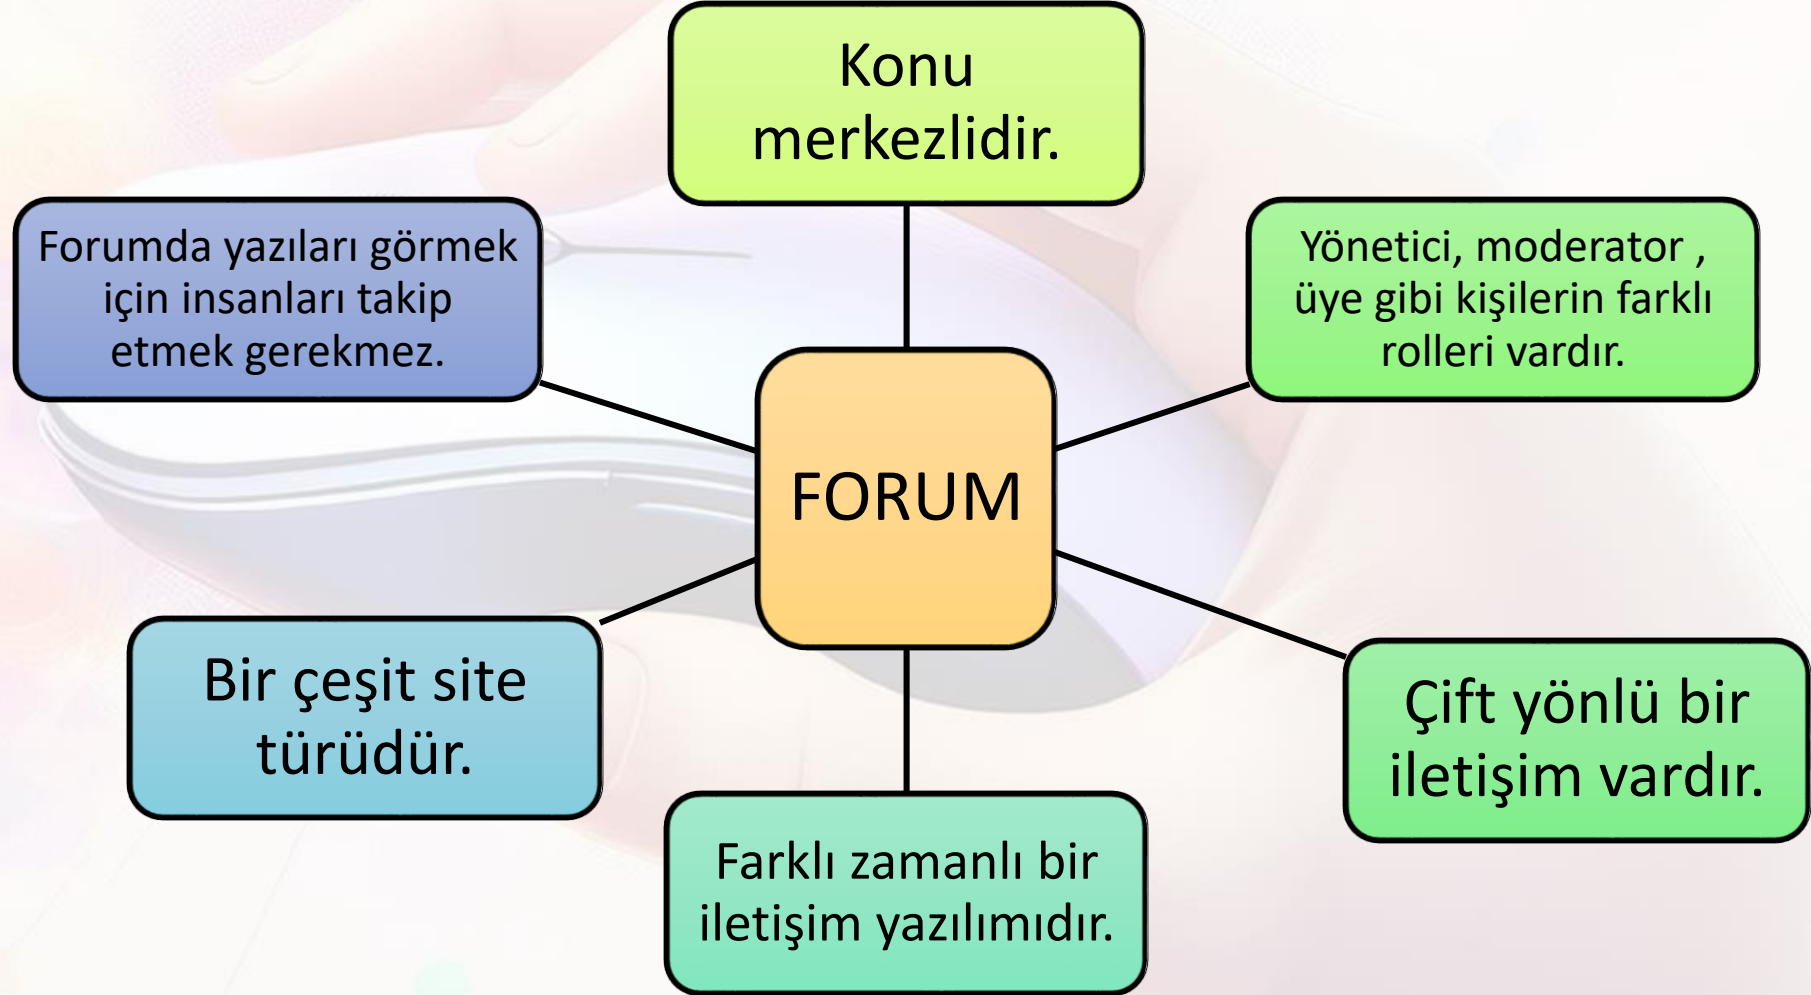 Konu
merkezlidir.
Forumda yazıları görmek
için insanları takip
etmek gerekmez.
Yönetici, moderator ,
üye gibi kişilerin farklı
rolleri vardır.
FORUM
Bir çeşit site
türüdür.
Çift yönlü bir
iletişim vardır.
Farklı zamanlı bir
iletişim yazılımıdır.